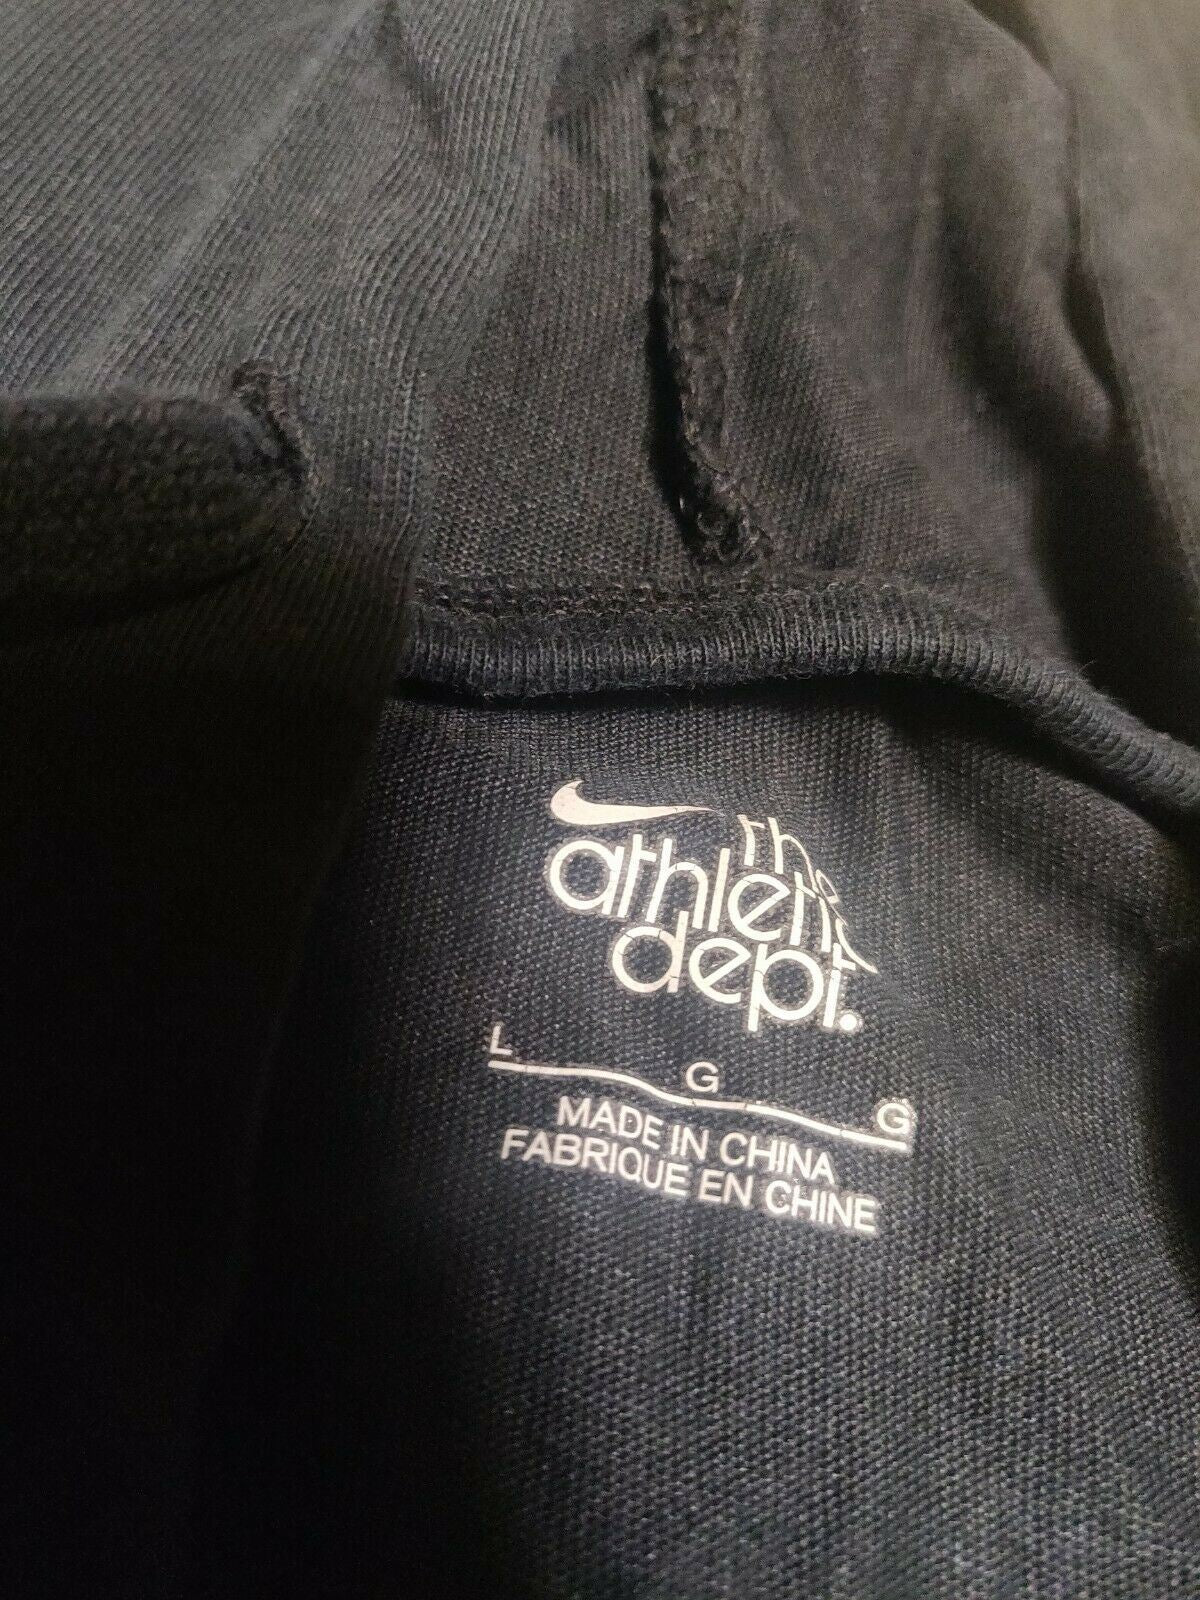 the
athletic
dept.
L G G
MADE IN CHINA
FABRIQUE EN CHINE